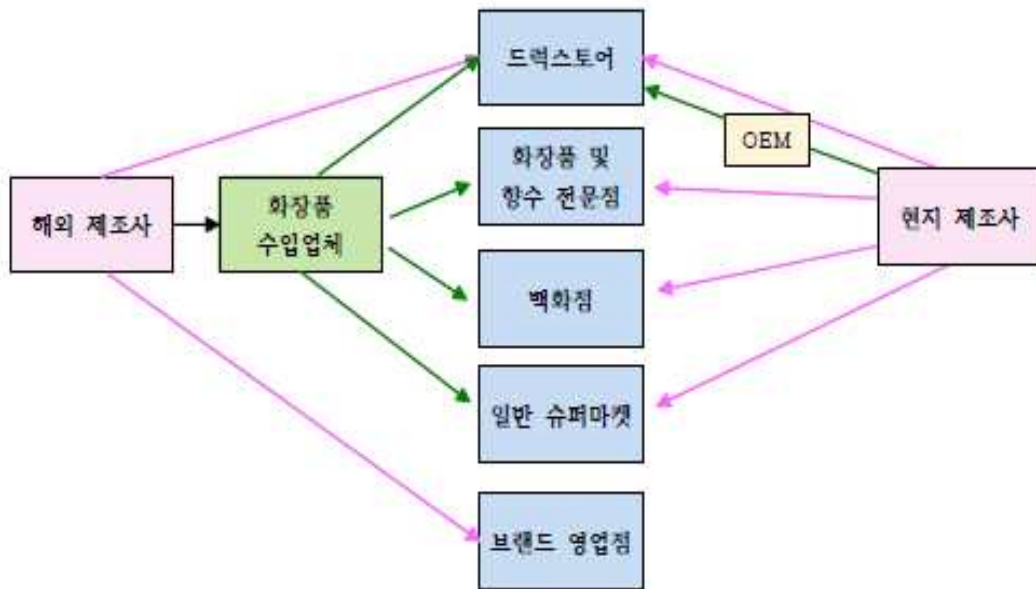 드럭스토어
OEM
화장품 및
향수 전문점
해외 제조사
화장품
수입업체
현지 제조사
백화점
일반 슈퍼마켓
브랜드 영업점